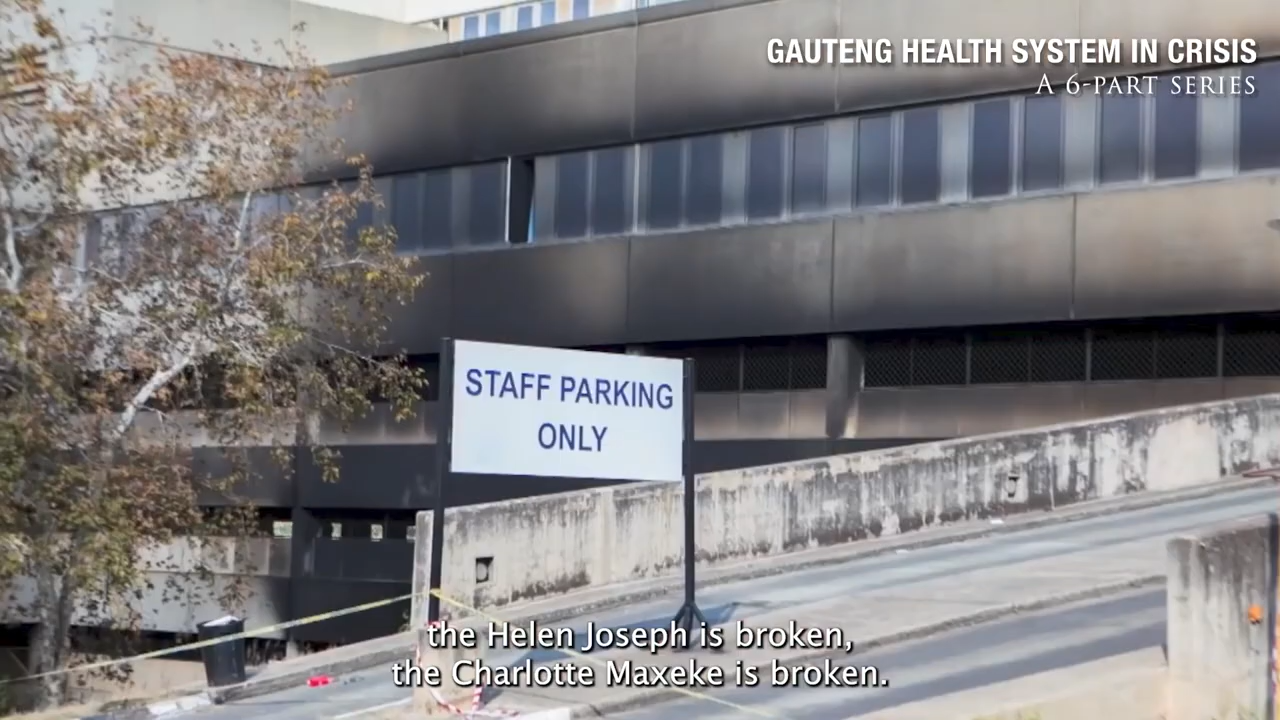 GAUTENG HEALTH SYSTEM IN CRISIS
A 6-PART SERIES
STAFF PARKING
ONLY
the Helen Joseph is broken,
the Charlotte Maxeke is broken.